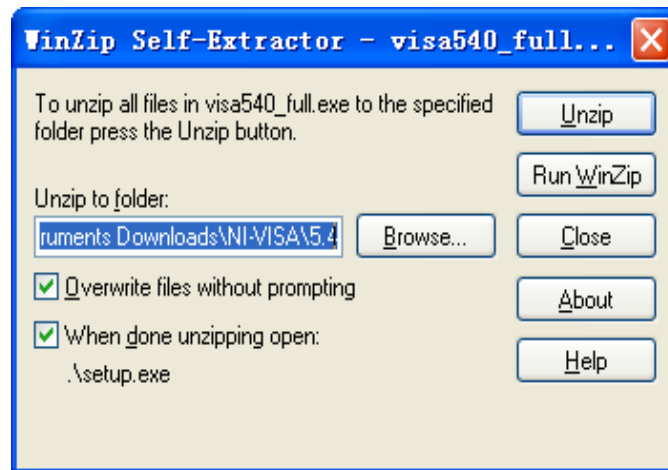 WinZip Self-Extractor - visa540_full...
To unzip all files in visa540_full.exe to the specified
folder press the Unzip button.
Unzip
Run WinZip
Unzip to folder:
ruments Downloads\NI-VISA\5.4
Browse...
Close
Overwrite files without prompting
About
When done unzipping open:
.\setup.exe
Help